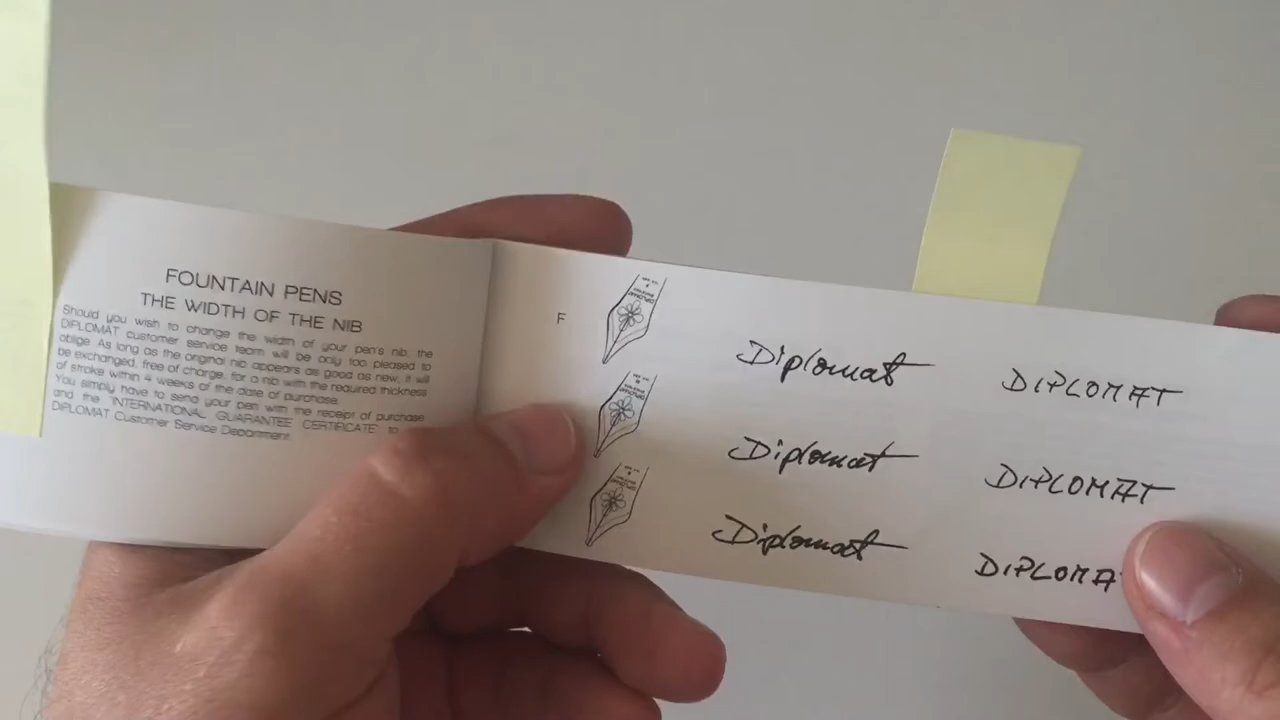 FOUNTAIN PENS
THE WIDTH OF THE NIB
Should you wish to change the width of your pen's nib, the
DIPLOMAT customer service team will be only too pleased to
oblige. As long as the original nib appears as good as new, it will
be exchanged, free of charge, for a nib with the required thickness
of stroke within 4 weeks of the date of purchase.
You simply have to send your pen with the receipt of purchase
and the "INTERNATIONAL GUARANTEE CERTIFICATE" to
DIPLOMAT Customer Service Department.
F
DIPLOMAT
Diplomat DIPLOMAT
DIPLOMAT
Diplomat DIPLOMAT
DIPLOMAT
Diplomat DIPLOMA